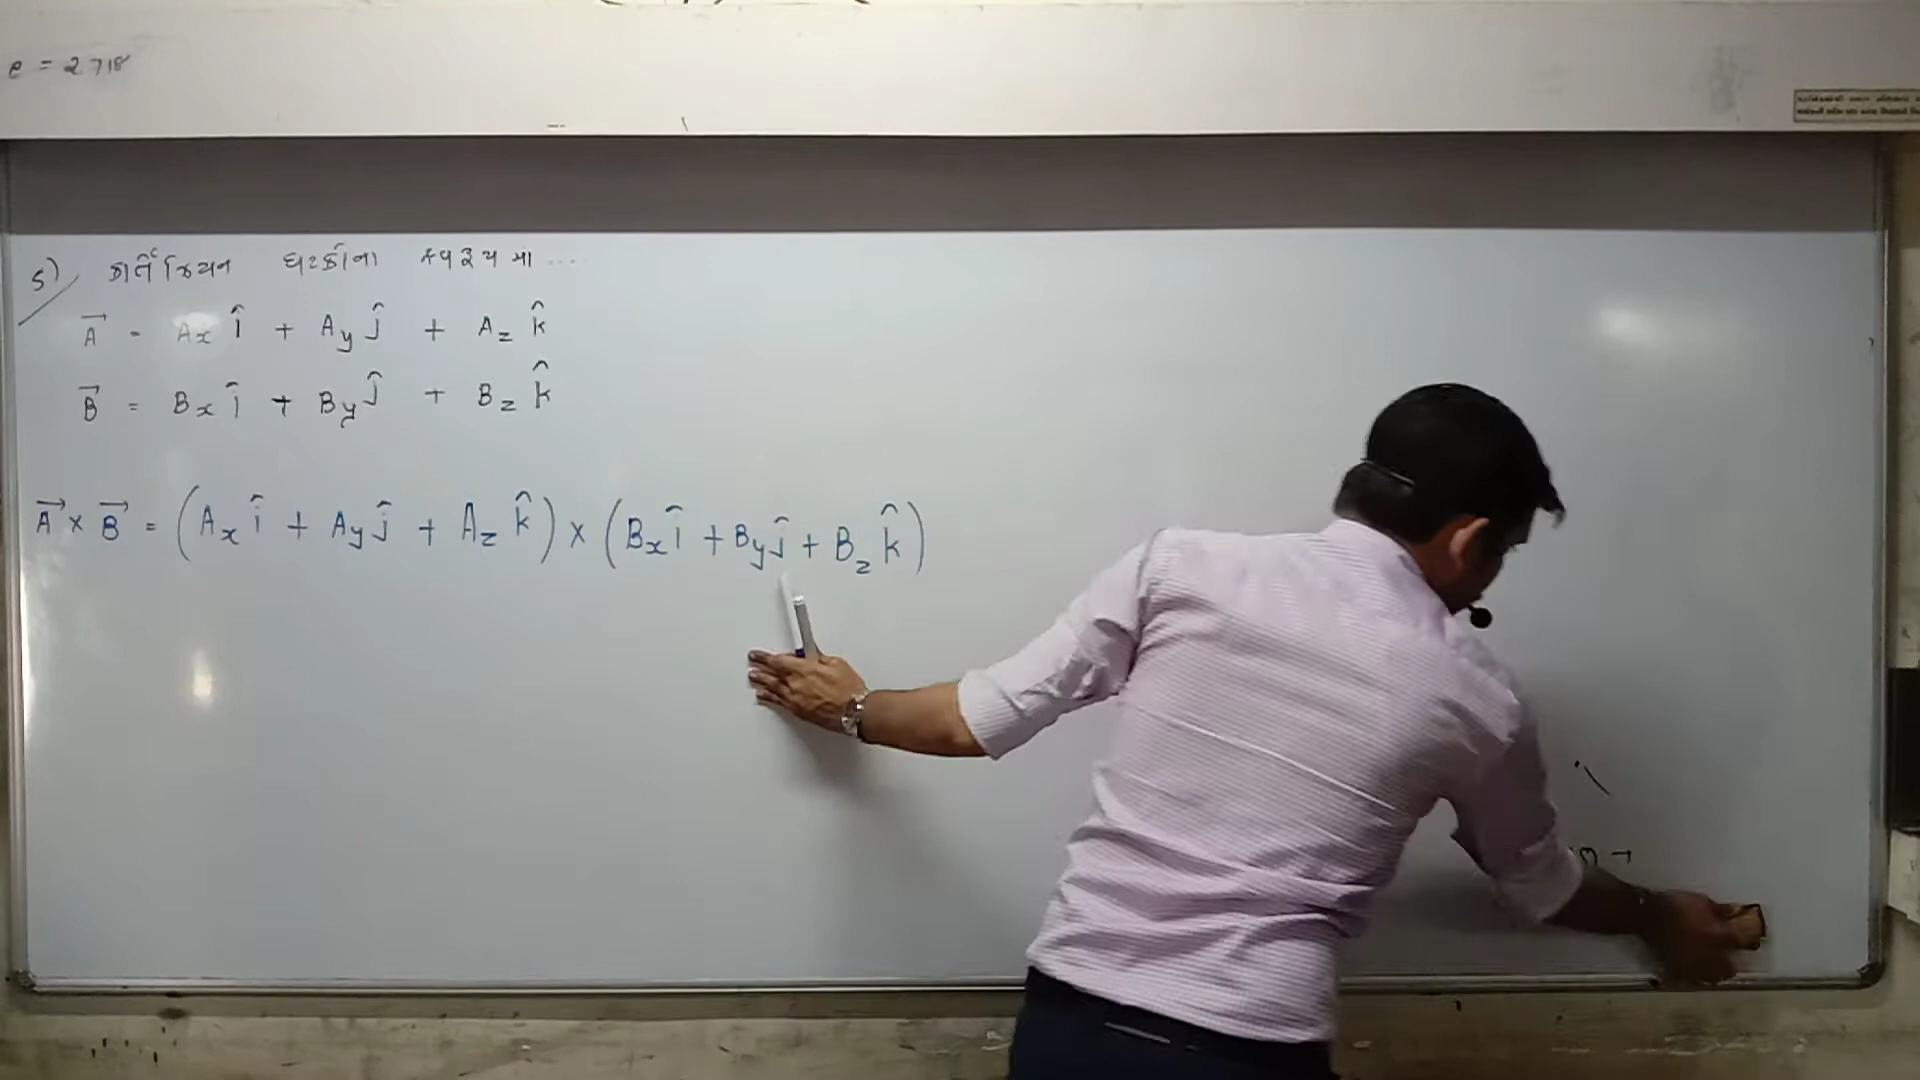 e = 2.718
5) કાર્તેઝિયન ઘટકોના સ્વરૂપ માં ....
A⃗ = Ax î + Ay ĵ + Az k̂
B⃗ = Bx î + By ĵ + Bz k̂
A⃗ × B⃗ = (Ax î + Ay ĵ + Az k̂) × (Bx î + By ĵ + Bz k̂)